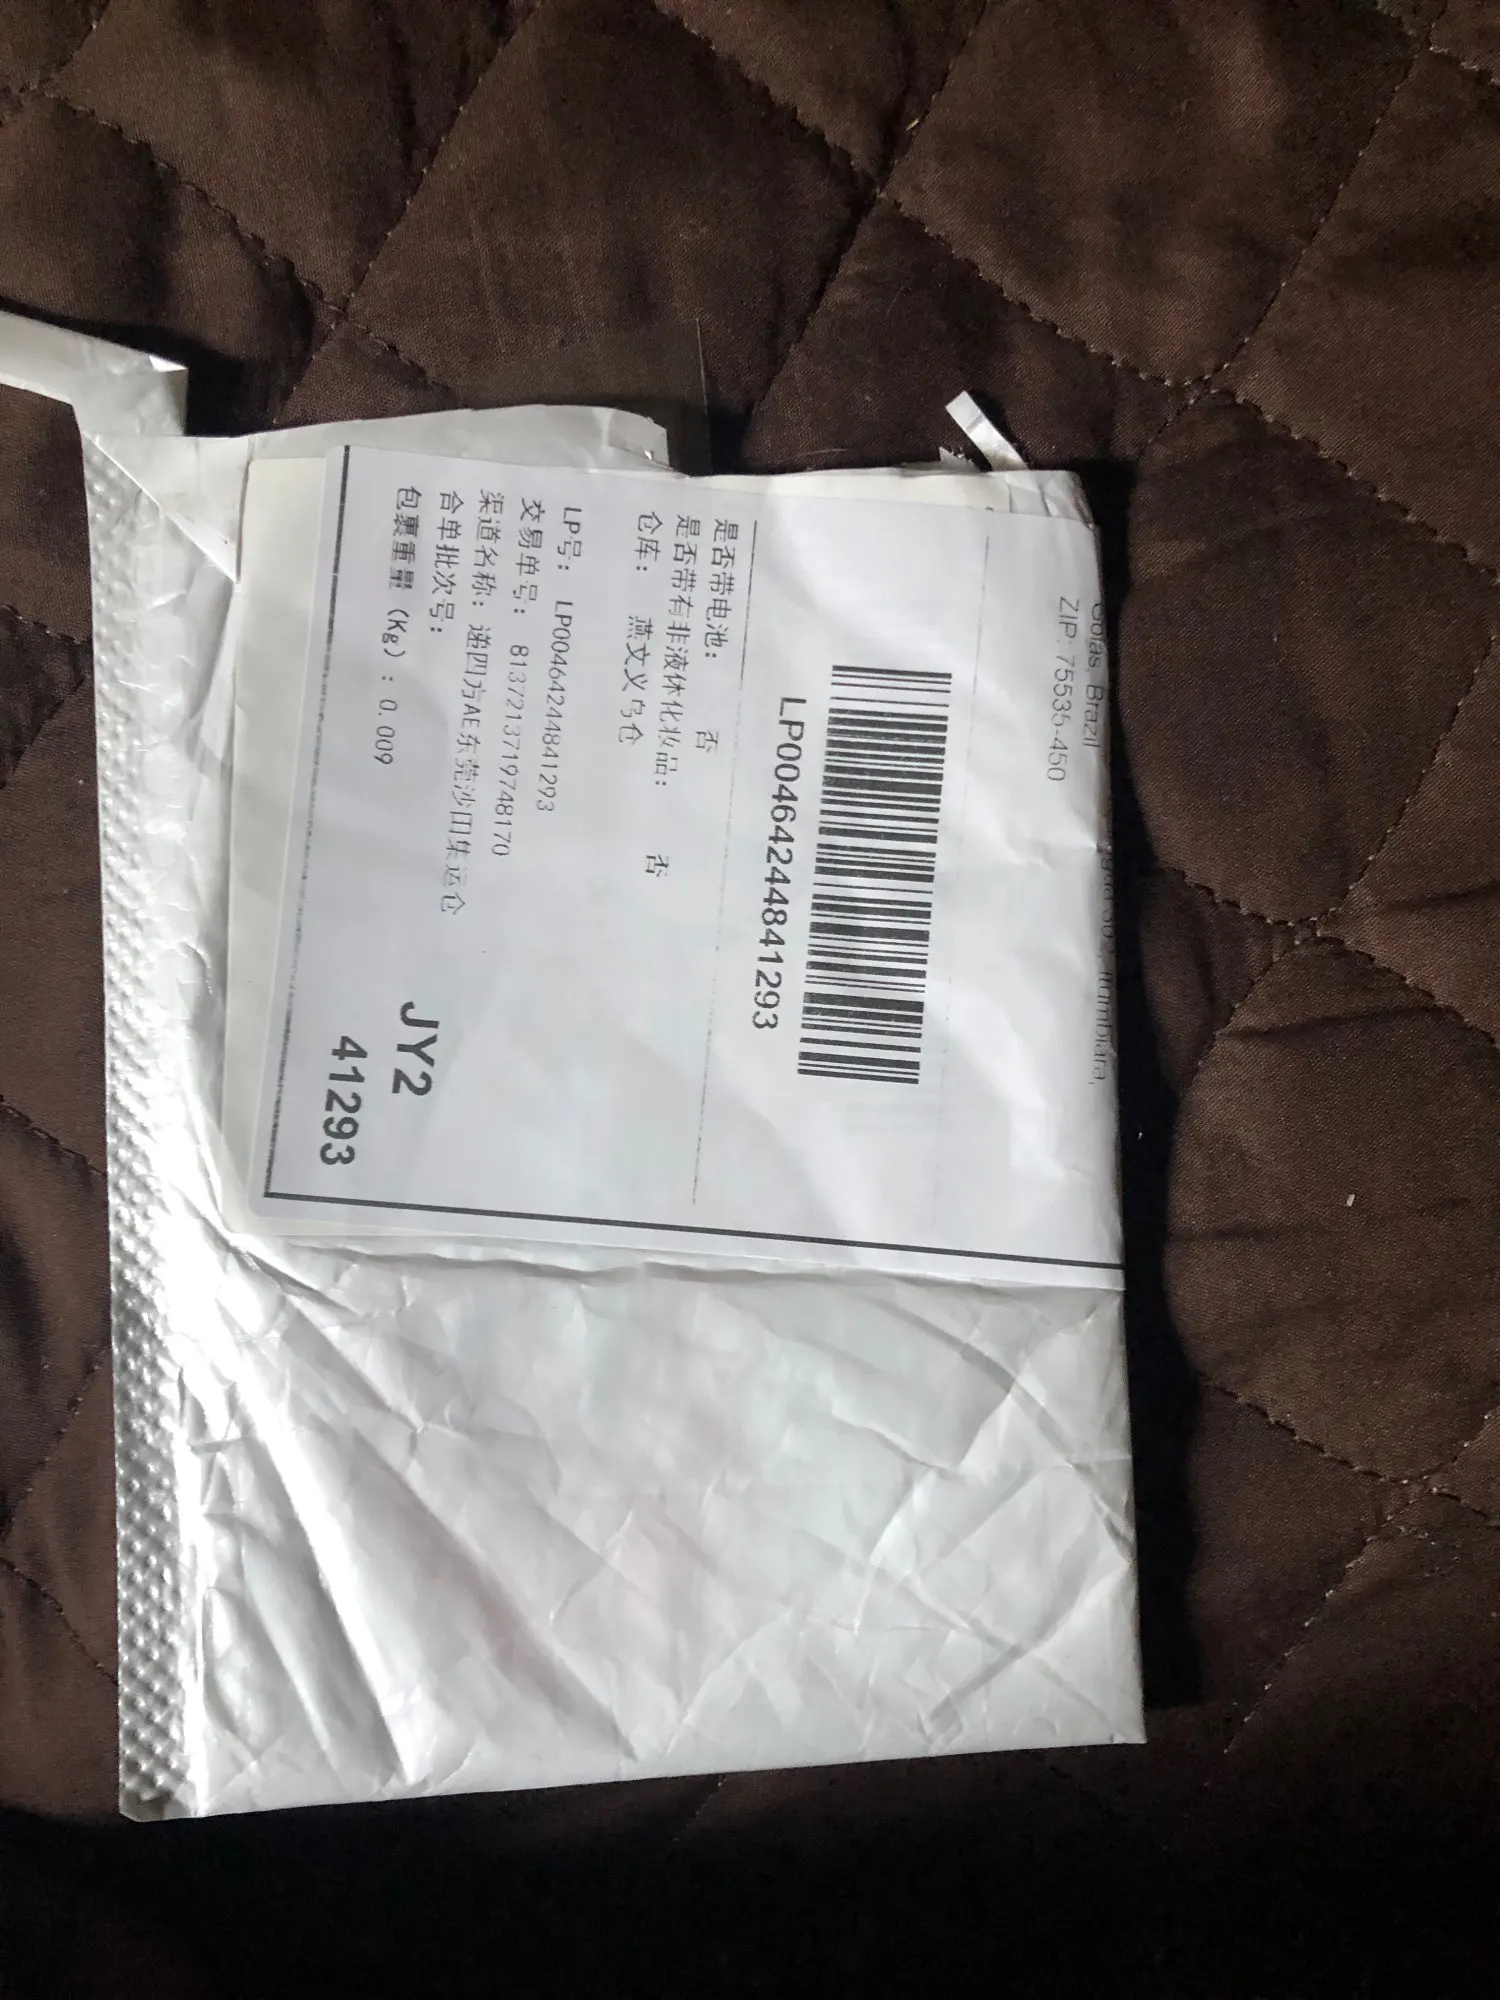 Goiás, Brazil
ZIP: 75535-450
LP00464244841293
是否带电池: 否
是否带有非液体化妆品: 否
仓库: 燕文义乌仓
LP号: LP00464244841293
交易单号: 8137213719748170
渠道名称: 递四方AE东莞沙田集运仓
合单批次号:
包裹重量 (Kg) : 0.009
JY2
41293